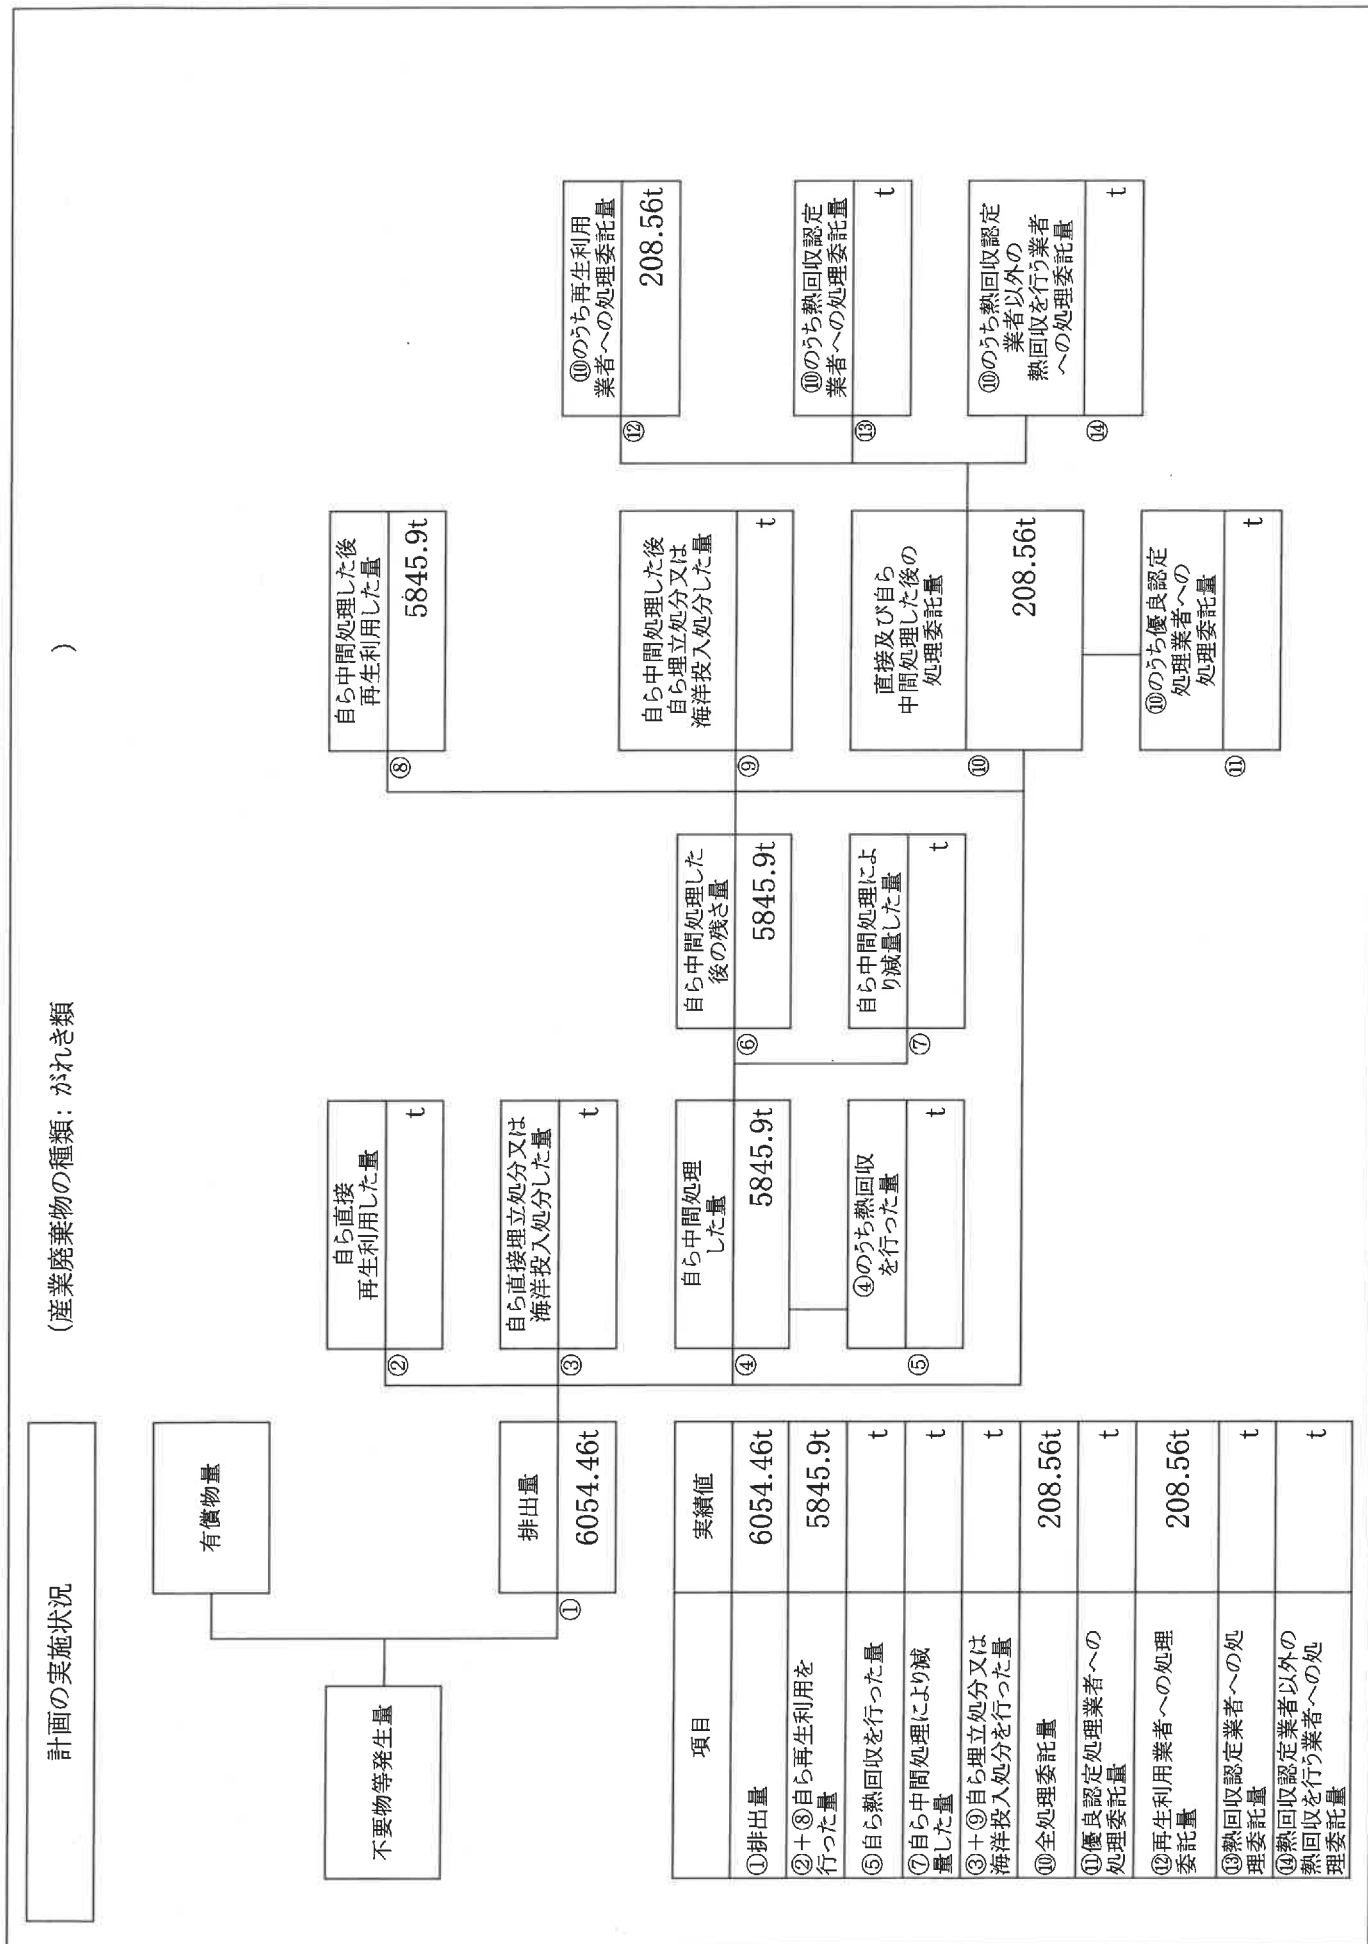 計画の実施状況
(産業廃棄物の種類：がれき類
)
不要物等発生量
有償物量
排出量
①
6054.46t
自ら直接
再生利用した量
②
t
自ら直接埋立処分又は
海洋投入処分した量
③
t
自ら中間処理
した量
④
5845.9t
④のうち熱回収
を行った量
⑤
t
自ら中間処理した
後の残さ量
⑥
5845.9t
自ら中間処理によ
り減量した量
⑦
t
自ら中間処理した後
再生利用した量
⑧
5845.9t
自ら中間処理した後
自ら埋立処分又は
海洋投入処分した量
⑨
t
直接及び自ら
中間処理した後の
処理委託量
⑩
208.56t
⑩のうち優良認定
処理業者への
処理委託量
⑪
t
⑩のうち再生利用
業者への処理委託量
⑫
208.56t
⑩のうち熱回収認定
業者への処理委託量
⑬
t
⑩のうち熱回収認定
業者以外の
熱回収を行う業者
への処理委託量
⑭
t
項目 実績値
①排出量 6054.46t
②＋⑧自ら再生利用を
行った量 5845.9t
⑤自ら熱回収を行った量 t
⑦自ら中間処理により減
量した量 t
③＋⑨自ら埋立処分又は
海洋投入処分を行った量 t
⑩全処理委託量 208.56t
⑪優良認定処理業者への
処理委託量 t
⑫再生利用業者への処理
委託量 208.56t
⑬熱回収認定業者への処
理委託量 t
⑭熱回収認定業者以外の
熱回収を行う業者への処
理委託量 t